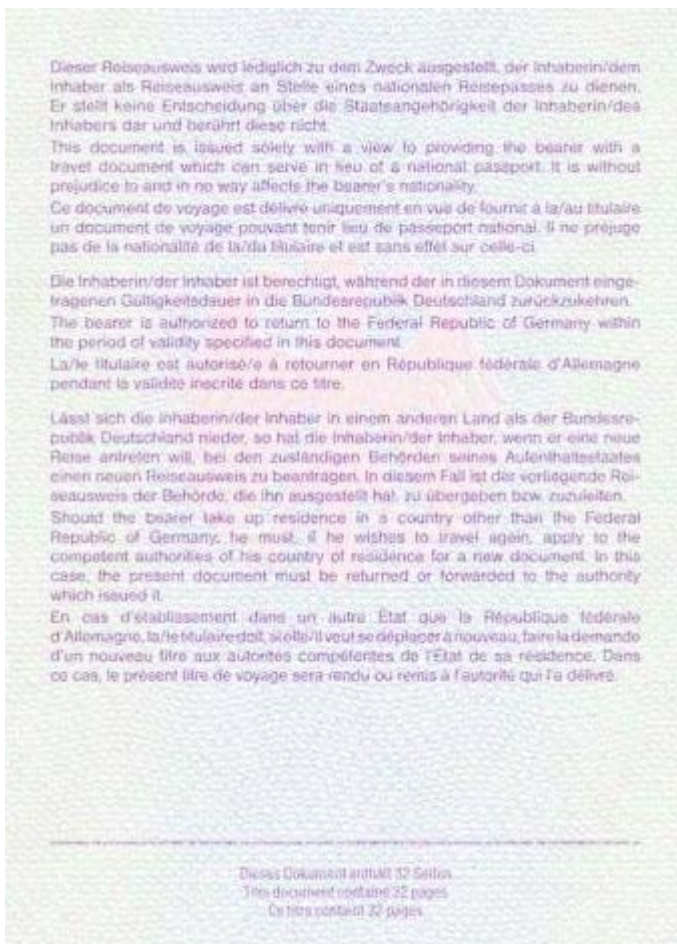 Dieser Reiseausweis wird lediglich zu dem Zweck ausgestellt, der Inhaberin/dem
Inhaber als Reiseausweis an Stelle eines nationalen Reisepasses zu dienen.
Er stellt keine Entscheidung über die Staatsangehörigkeit der Inhaberin/des
Inhabers dar und berührt diese nicht.
This document is issued solely with a view to providing the bearer with a
travel document which can serve in lieu of a national passport. It is without
prejudice to and in no way affects the bearer's nationality.
Ce document de voyage est délivré uniquement en vue de fournir à la/au titulaire
un document de voyage pouvant tenir lieu de passeport national. Il ne préjuge
pas de la nationalité de la/du titulaire et est sans effet sur celle-ci.
Die Inhaberin/der Inhaber ist berechtigt, während der in diesem Dokument einge-
tragenen Gültigkeitsdauer in die Bundesrepublik Deutschland zurückzukehren.
The bearer is authorized to return to the Federal Republic of Germany within
the period of validity specified in this document.
La/le titulaire est autorisé/e à retourner en République fédérale d'Allemagne
pendant la validité inscrite dans ce titre.
Lässt sich die Inhaberin/der Inhaber in einem anderen Land als der Bundesre-
publik Deutschland nieder, so hat die Inhaberin/der Inhaber, wenn er eine neue
Reise antreten will, bei den zuständigen Behörden seines Aufenthaltsstaates
einen neuen Reiseausweis zu beantragen. In diesem Fall ist der vorliegende Rei-
seausweis der Behörde, die ihn ausgestellt hat, zu übergeben bzw. zuzuleiten.
Should the bearer take up residence in a country other than the Federal
Republic of Germany, he must, if he wishes to travel again, apply to the
competent authorities of his country of residence for a new document. In this
case, the present document must be returned or forwarded to the authority
which issued it.
En cas d'établissement dans un autre État que la République fédérale
d'Allemagne, la/le titulaire doit, si elle/il veut se déplacer à nouveau, faire la demande
d'un nouveau titre aux autorités compétentes de l'État de sa résidence. Dans
ce cas, le présent titre de voyage sera rendu ou remis à l'autorité qui l'a délivré.
Dieses Dokument enthält 32 Seiten
This document contains 32 pages
Ce titre contient 32 pages